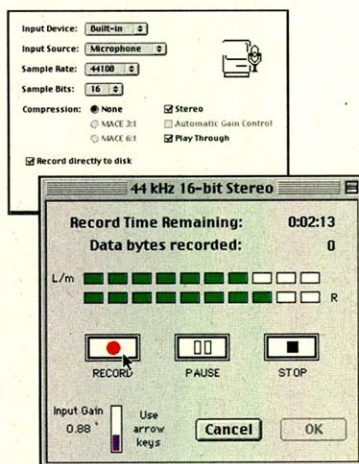 Input Device: Built-in
Input Source: Microphone
Sample Rate: 44100
Sample Bits: 16
Compression: None Stereo
MACE 3:1 Automatic Gain Control
MACE 6:1 Play Through
Record directly to disk
44 kHz 16-bit Stereo
Record Time Remaining: 0:02:13
Data bytes recorded: 0
L/m
R
RECORD PAUSE STOP
Input Gain
0.88
Use
arrow
keys
Cancel OK